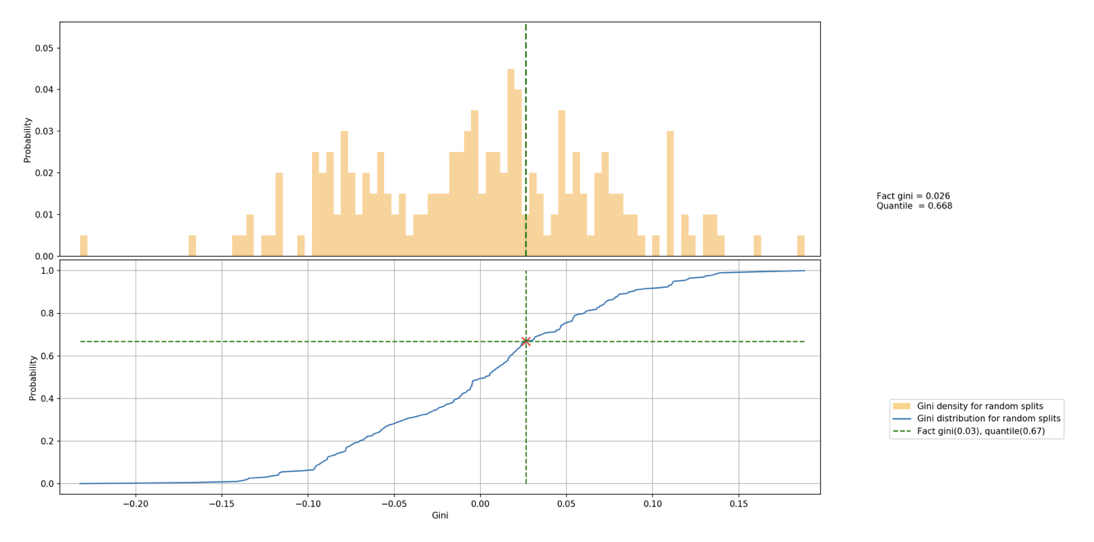 0.05
0.04
0.03
0.02
0.01
0.00
Probability
Fact gini = 0.026
Quantile  = 0.668
1.0
0.8
0.6
0.4
0.2
0.0
Probability
−0.20
−0.15
−0.10
−0.05
0.00
0.05
0.10
0.15
Gini
Gini density for random splits
Gini distribution for random splits
Fact gini(0.03), quantile(0.67)